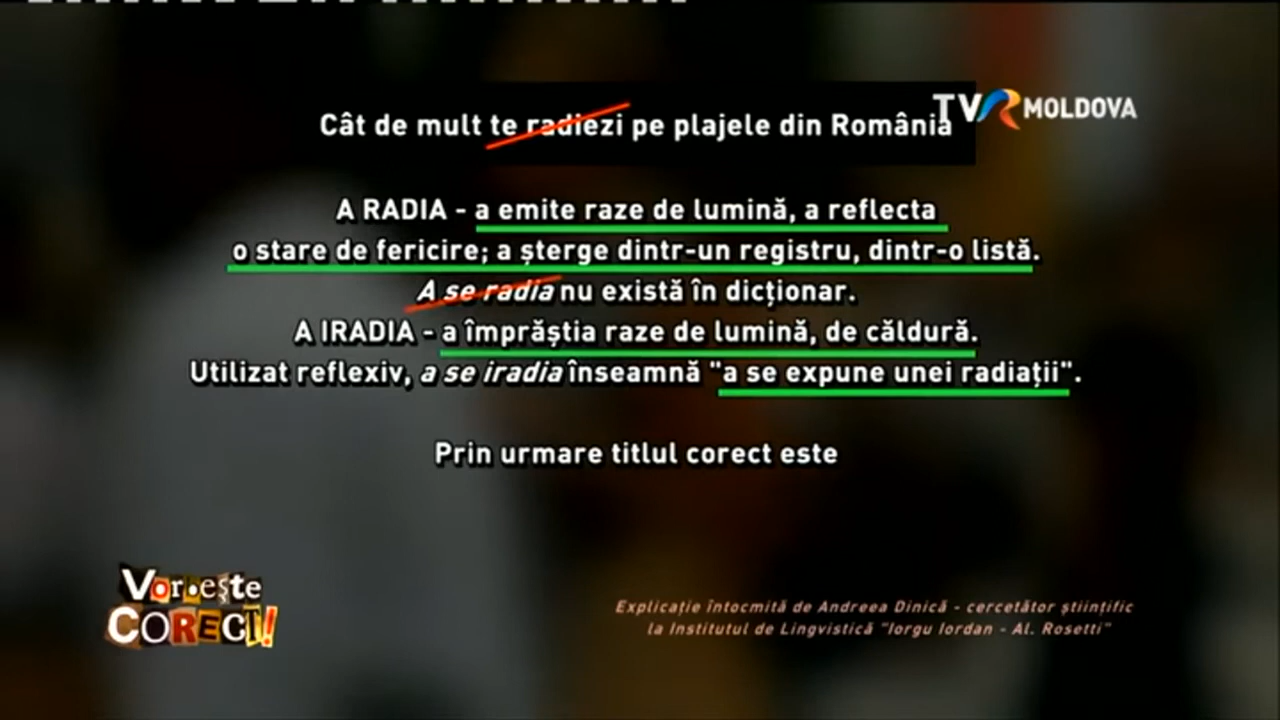 Cât de mult te radiezi pe plajele din România
TVR MOLDOVA
A RADIA - a emite raze de lumină, a reflecta
o stare de fericire; a șterge dintr-un registru, dintr-o listă.
A se radia nu există în dicționar.
A IRADIA - a împrăștia raze de lumină, de căldură.
Utilizat reflexiv, a se iradia înseamnă "a se expune unei radiații".
Prin urmare titlul corect este
Vorbește
CORECT!
Explicație întocmită de Andreea Dinică - cercetător științific
la Institutul de Lingvistică "Iorgu Iordan - Al. Rosetti"